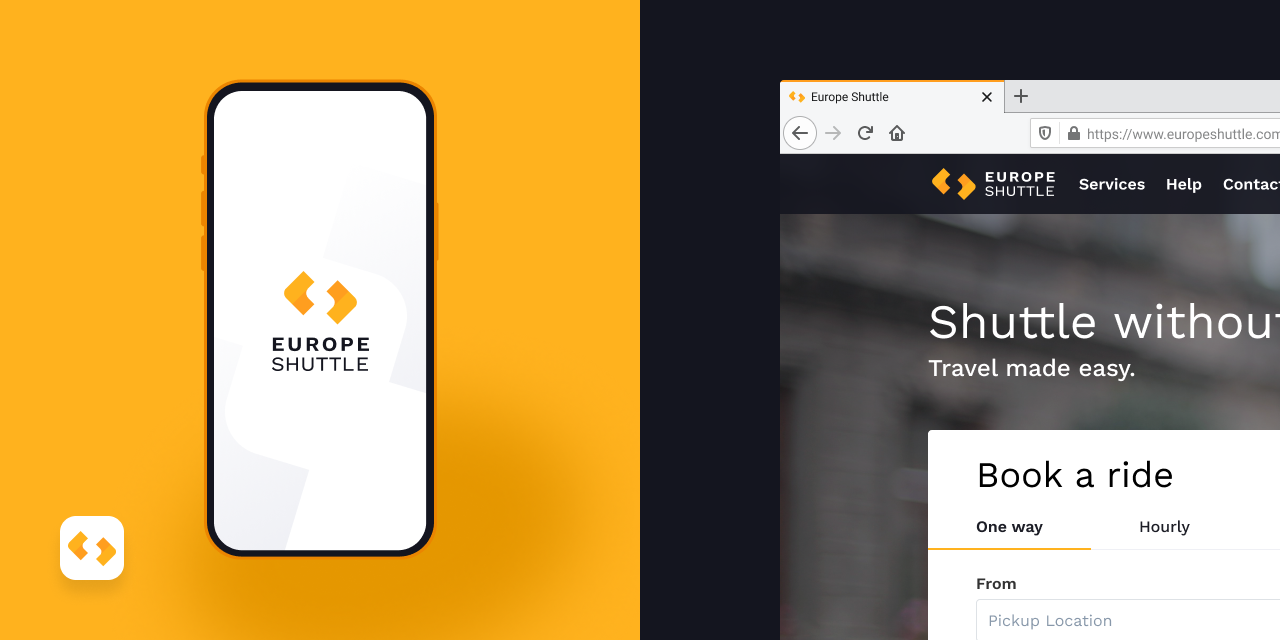 EUROPE
SHUTTLE
Europe Shuttle
https://www.europeshuttle.com
EUROPE
SHUTTLE
Services Help Contac
Shuttle without
Travel made easy.
Book a ride
One way Hourly
From
Pickup Location